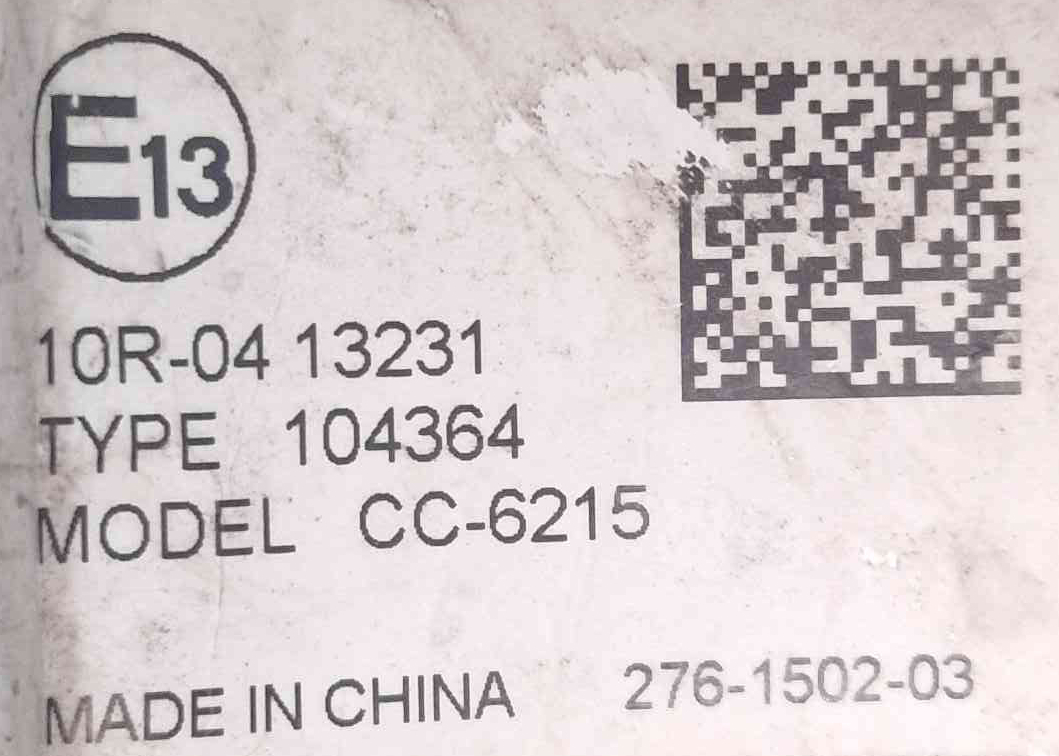 E13
10R-04 13231
TYPE 104364
MODEL CC-6215
MADE IN CHINA 276-1502-03